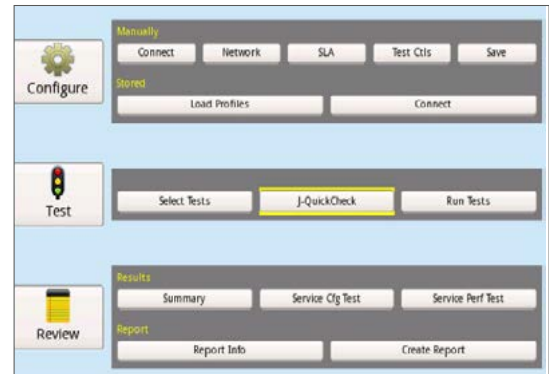 Manually
Connect Network SLA Test Ctls Save
Configure
Stored
Load Profiles Connect
Test
Select Tests J-QuickCheck Run Tests
Results
Summary Service Cfg Test Service Perf Test
Review
Report
Report Info Create Report